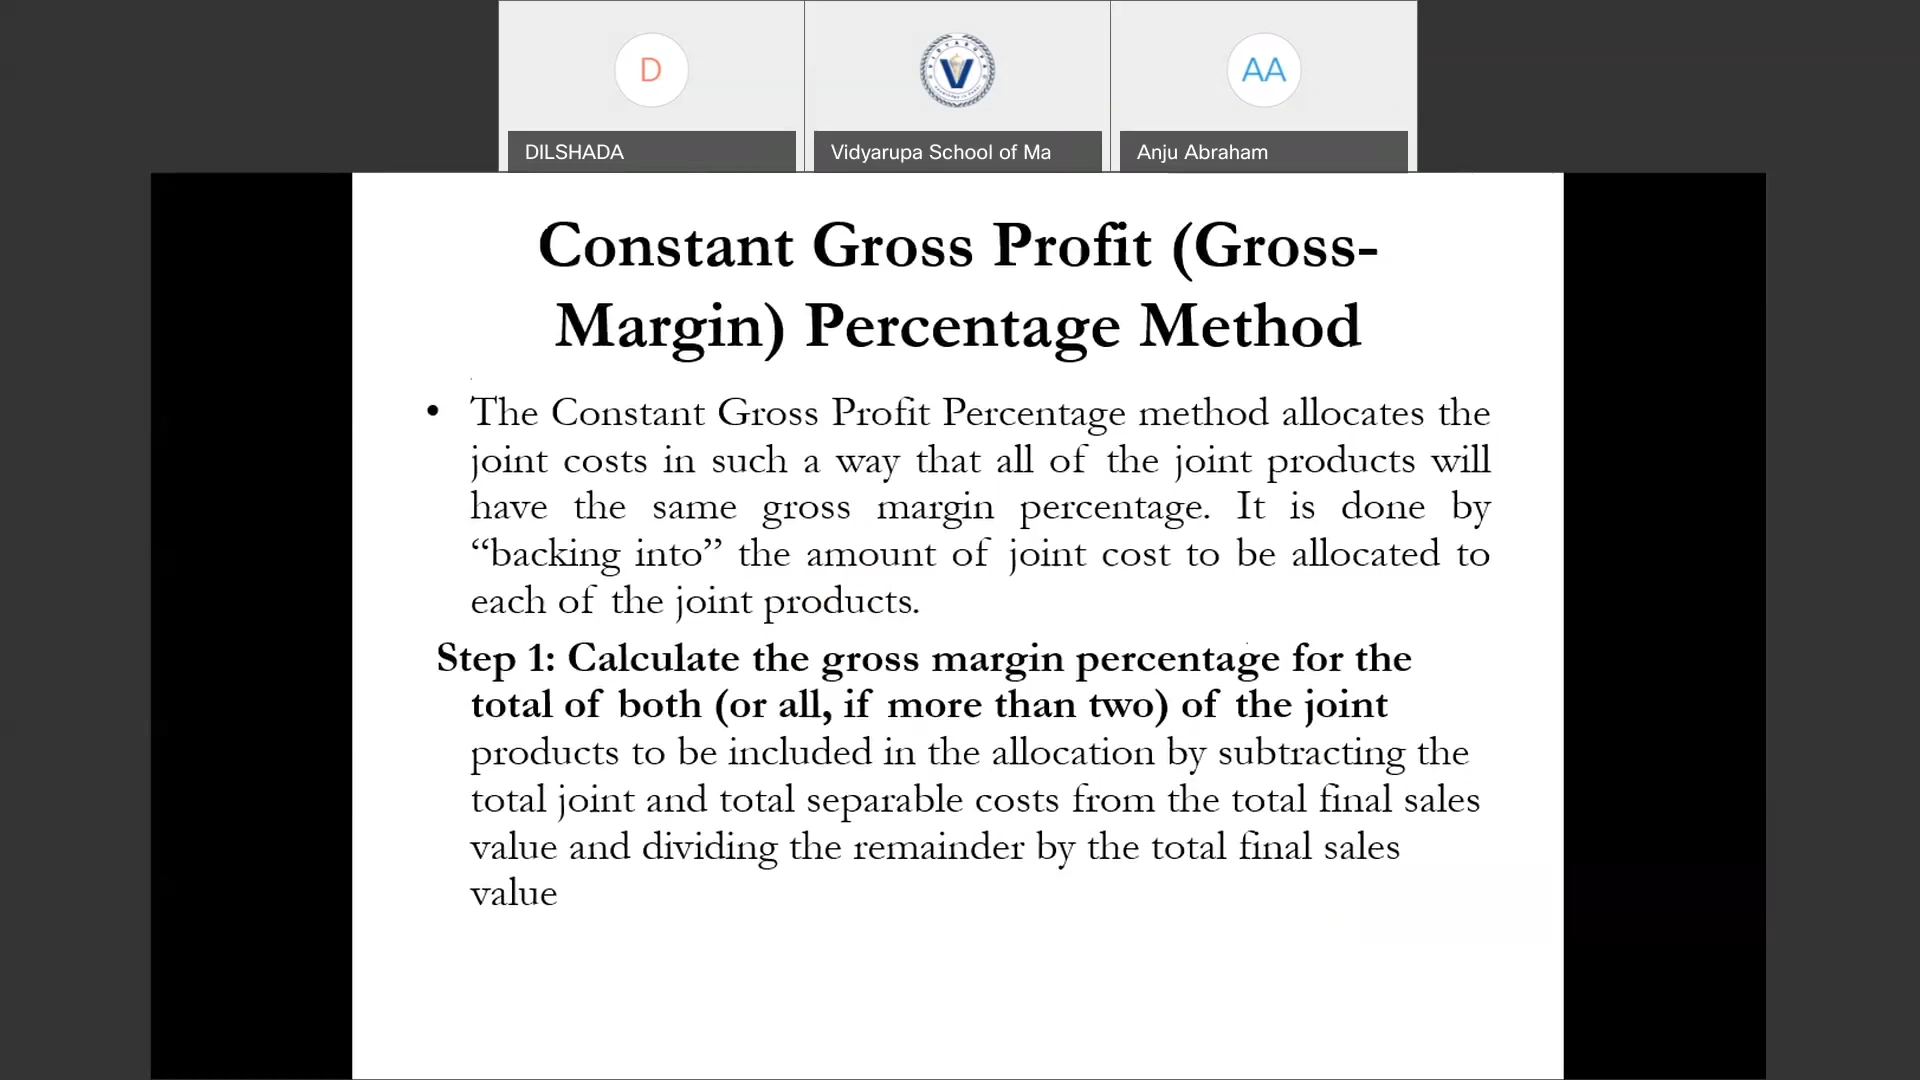 D
V
AA
DILSHADA
Vidyarupa School of Ma
Anju Abraham
Constant Gross Profit (Gross-
Margin) Percentage Method
• The Constant Gross Profit Percentage method allocates the
joint costs in such a way that all of the joint products will
have the same gross margin percentage. It is done by
“backing into” the amount of joint cost to be allocated to
each of the joint products.
Step 1: Calculate the gross margin percentage for the
total of both (or all, if more than two) of the joint
products to be included in the allocation by subtracting the
total joint and total separable costs from the total final sales
value and dividing the remainder by the total final sales
value